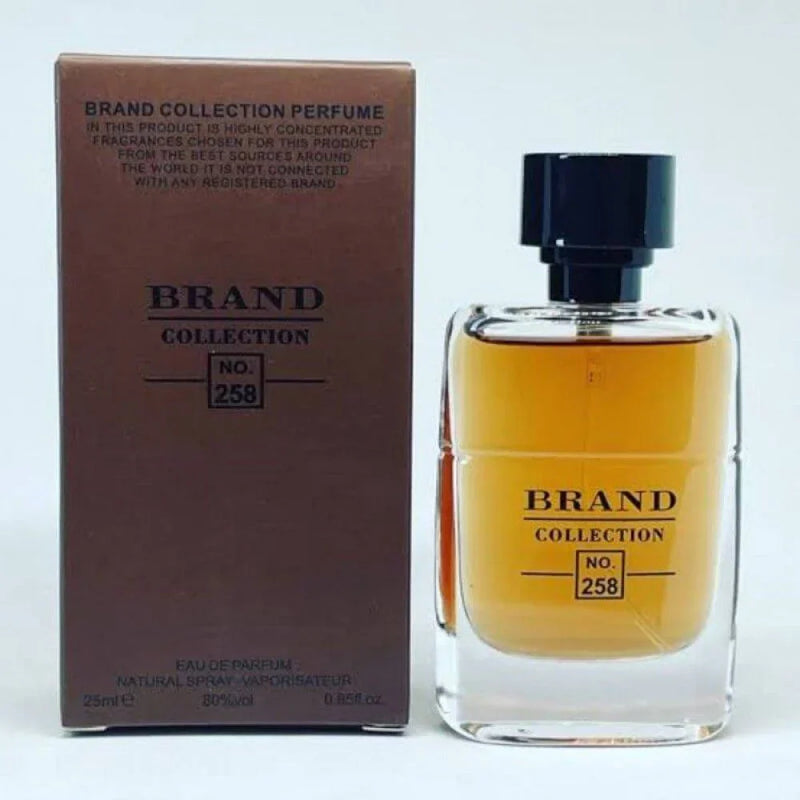 BRAND COLLECTION PERFUME
IN THIS PRODUCT IS HIGHLY CONCENTRATED
FRAGRANCES CHOSEN FOR THIS PRODUCT
FROM THE BEST SOURCES AROUND
THE WORLD IT IS NOT CONNECTED
WITH ANY REGISTERED BRAND
BRAND
COLLECTION
NO.
258
EAU DE PARFUM
NATURAL SPRAY-VAPORISATEUR
25ml e 80%vol 0.85fl.oz.
BRAND
COLLECTION
NO.
258